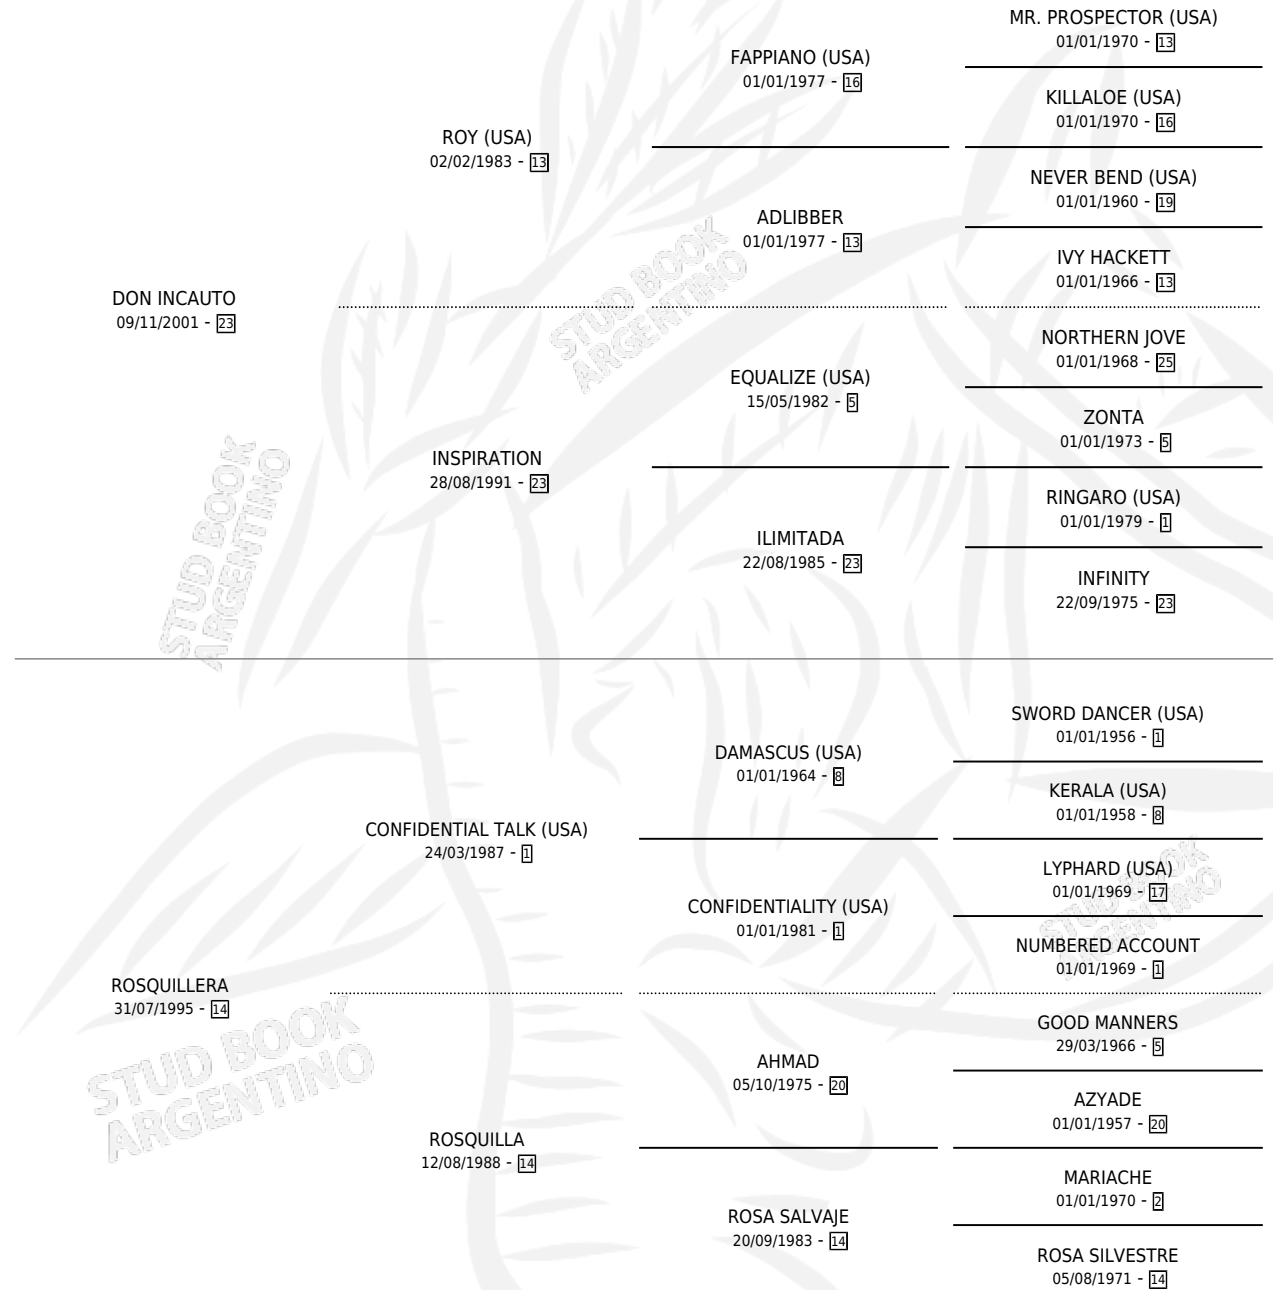 MR. PROSPECTOR (USA)
01/01/1970 - 13
FAPPIANO (USA)
01/01/1977 - 16
KILLALOE (USA)
01/01/1970 - 16
ROY (USA)
02/02/1983 - 13
NEVER BEND (USA)
01/01/1960 - 19
ADLIBBER
01/01/1977 - 13
IVY HACKETT
01/01/1966 - 13
DON INCAUTO
09/11/2001 - 23
NORTHERN JOVE
01/01/1968 - 25
EQUALIZE (USA)
15/05/1982 - 5
ZONTA
01/01/1973 - 5
INSPIRATION
28/08/1991 - 23
RINGARO (USA)
01/01/1979 - 1
ILIMITADA
22/08/1985 - 23
INFINITY
22/09/1975 - 23
STUD BOOK
ARGENTINO
STUD BOOK
ARGENTINO
SWORD DANCER (USA)
01/01/1956 - 1
DAMASCUS (USA)
01/01/1964 - 8
KERALA (USA)
01/01/1958 - 8
CONFIDENTIAL TALK (USA)
24/03/1987 - 1
LYPHARD (USA)
01/01/1969 - 17
CONFIDENTIALITY (USA)
01/01/1981 - 1
NUMBERED ACCOUNT
01/01/1969 - 1
STUD BOOK
ARGENTINO
ROSQUILLERA
31/07/1995 - 14
GOOD MANNERS
29/03/1966 - 5
AHMAD
05/10/1975 - 20
AZYADE
01/01/1957 - 20
STUD BOOK
ARGENTINO
ROSQUILLA
12/08/1988 - 14
MARIACHE
01/01/1970 - 2
ROSA SALVAJE
20/09/1983 - 14
ROSA SILVESTRE
05/08/1971 - 14